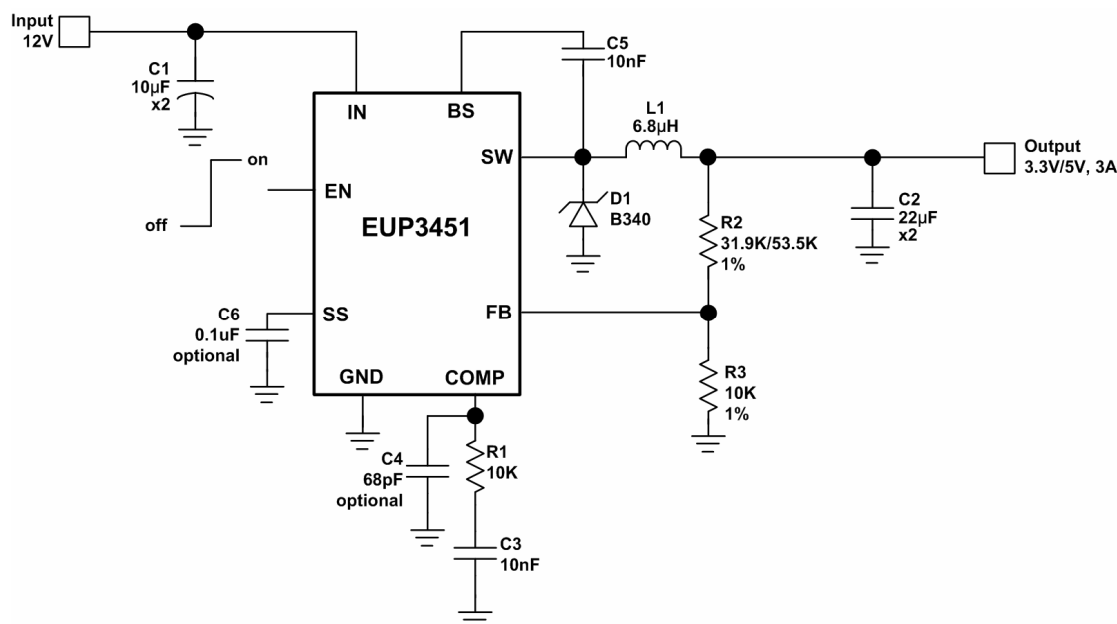 Input
12V
C1
10µF
x2
IN
BS
C5
10nF
L1
6.8µH
SW
Output
3.3V/5V, 3A
on
off
EN
EUP3451
D1
B340
R2
31.9K/53.5K
1%
C2
22µF
x2
C6
0.1uF
optional
SS
FB
GND
COMP
R3
10K
1%
C4
68pF
optional
R1
10K
C3
10nF